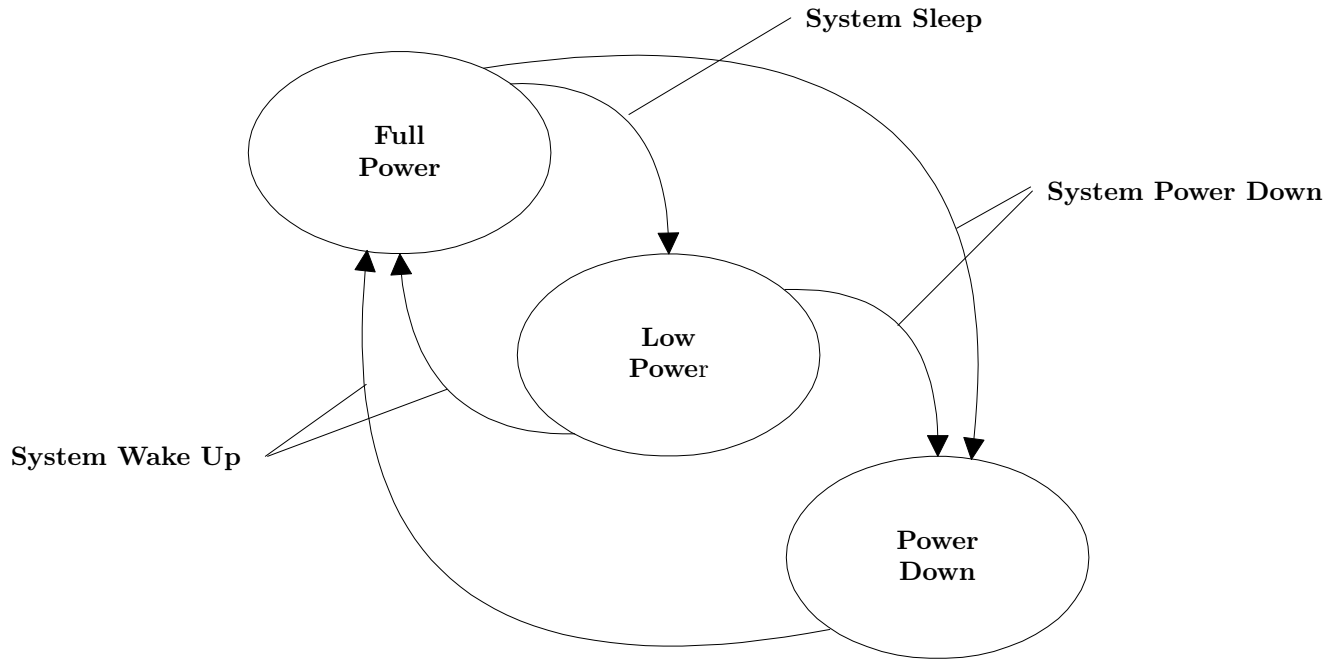 System Sleep
Full
Power
System Power Down
Low
Power
System Wake Up
Power
Down